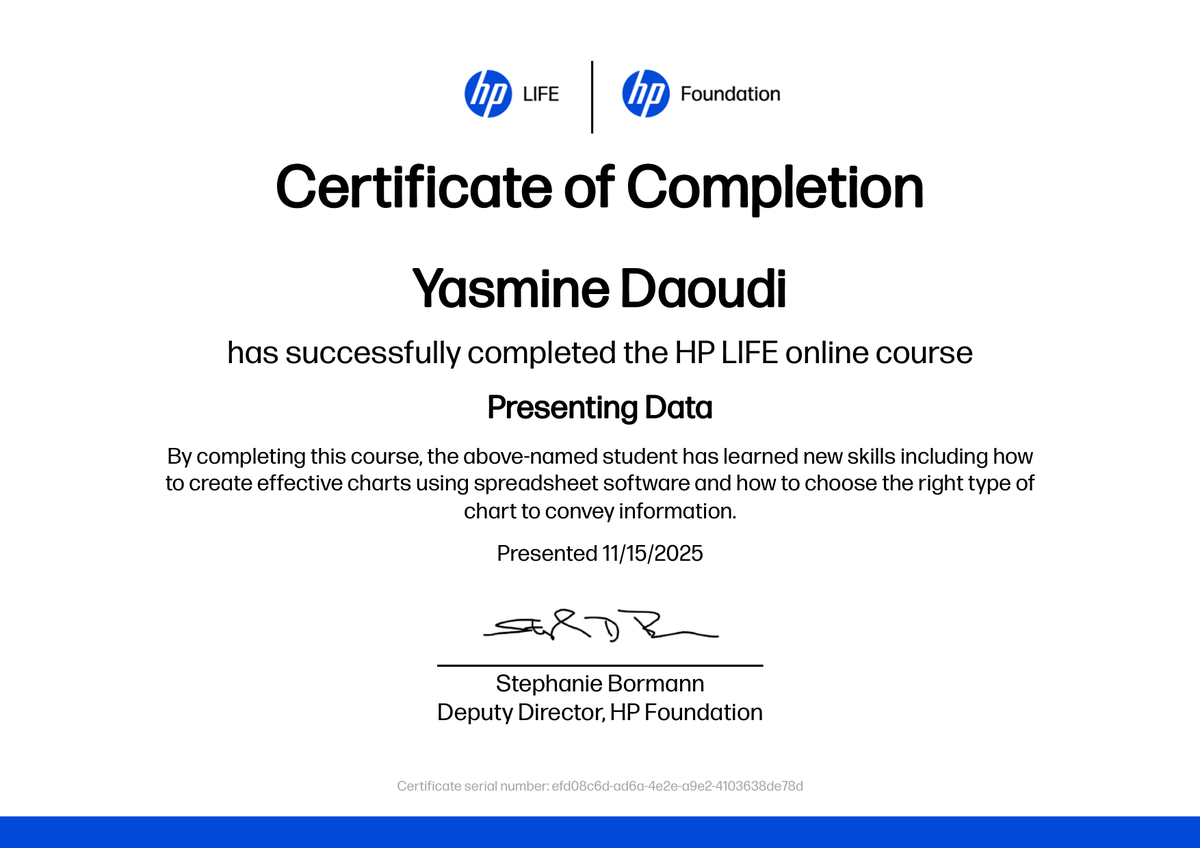 hp LIFE hp Foundation
Certificate of Completion
Yasmine Daoudi
has successfully completed the HP LIFE online course
Presenting Data
By completing this course, the above-named student has learned new skills including how
to create effective charts using spreadsheet software and how to choose the right type of
chart to convey information.
Presented 11/15/2025
Stephanie Bormann
Deputy Director, HP Foundation
Certificate serial number: efd08c6d-ad6a-4e2e-a9e2-4103638de78d